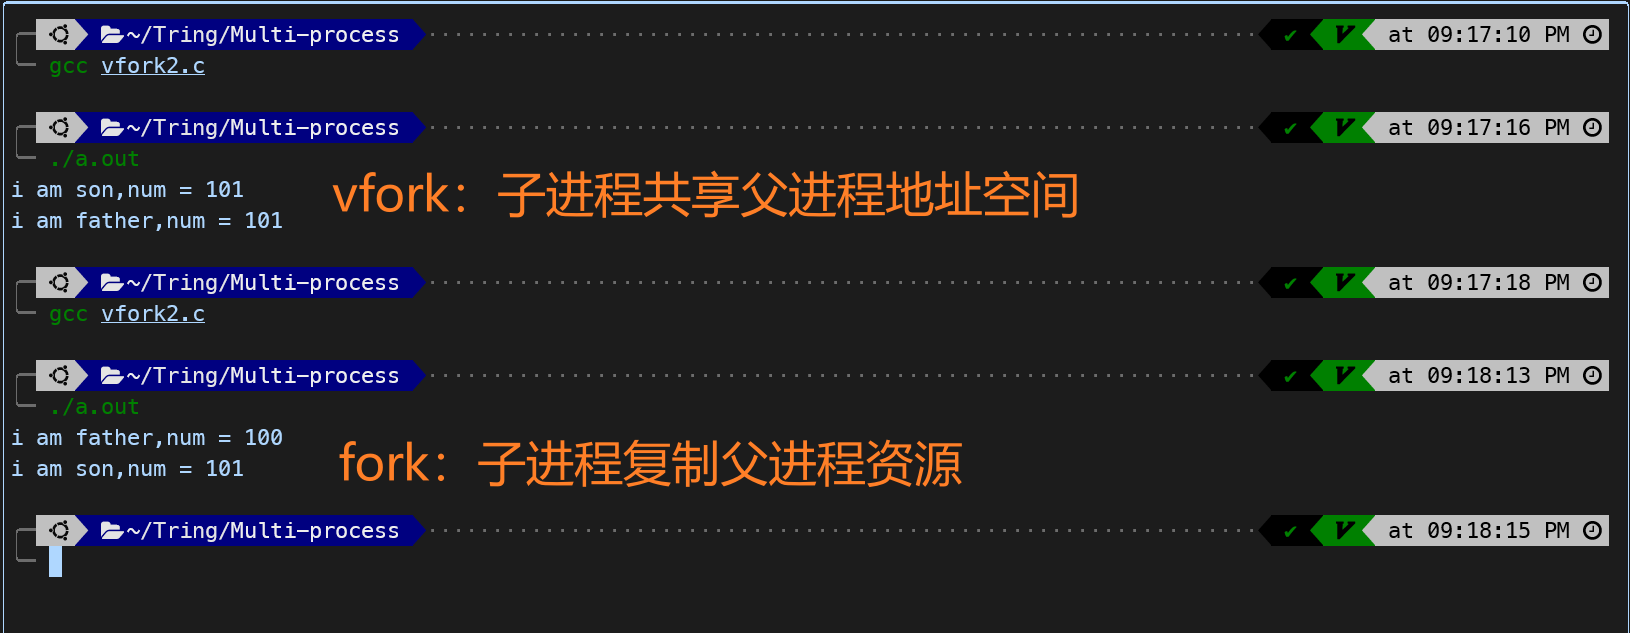 ~/Tring/Multi-process at 09:17:10 PM
gcc vfork2.c
~/Tring/Multi-process at 09:17:16 PM
./a.out
i am son,num = 101
i am father,num = 101
vfork：子进程共享父进程地址空间
~/Tring/Multi-process at 09:17:18 PM
gcc vfork2.c
~/Tring/Multi-process at 09:18:13 PM
./a.out
i am father,num = 100
i am son,num = 101
fork：子进程复制父进程资源
~/Tring/Multi-process at 09:18:15 PM